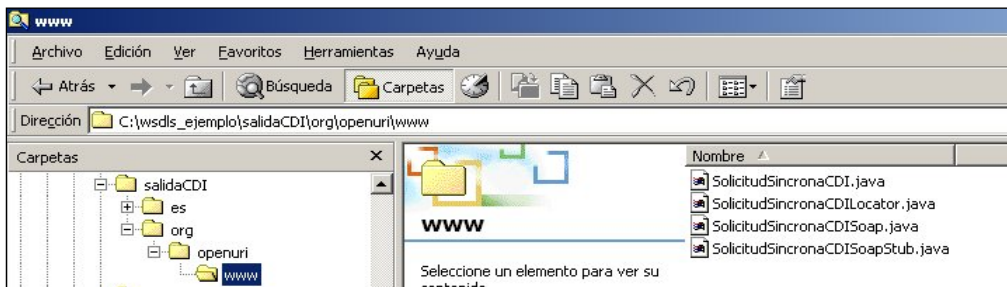 www
Archivo Edición Ver Favoritos Herramientas Ayuda
Atrás Búsqueda Carpetas
Dirección C:\wsdls_ejemplo\salidaCDI\org\openuri\www
Carpetas
salidaCDI
es
org
openuri
www
www
Seleccione un elemento para ver su
contenido
Nombre
SolicitudSincronaCDI.java
SolicitudSincronaCDILocator.java
SolicitudSincronaCDISoap.java
SolicitudSincronaCDISoapStub.java